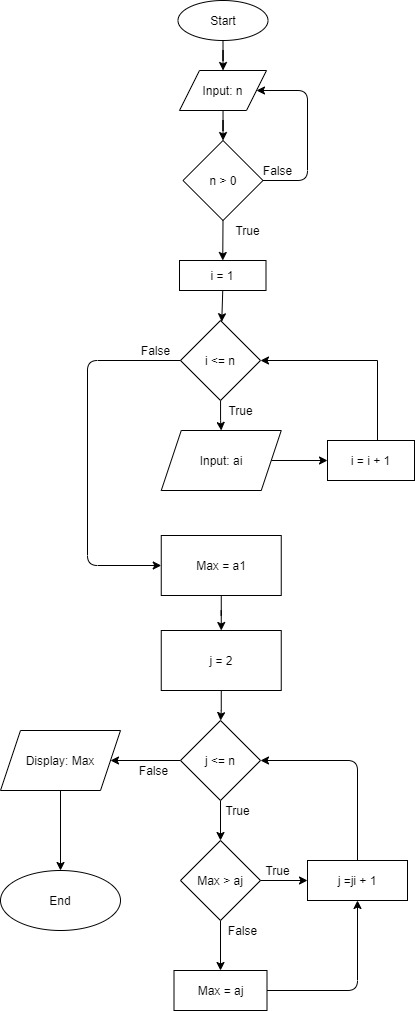 Start
Input: n
n > 0
False
True
i = 1
False
i <= n
True
Input: ai
i = i + 1
Max = a1
j = 2
Display: Max
False
j <= n
True
Max > aj
True
j =ji + 1
False
Max = aj
End